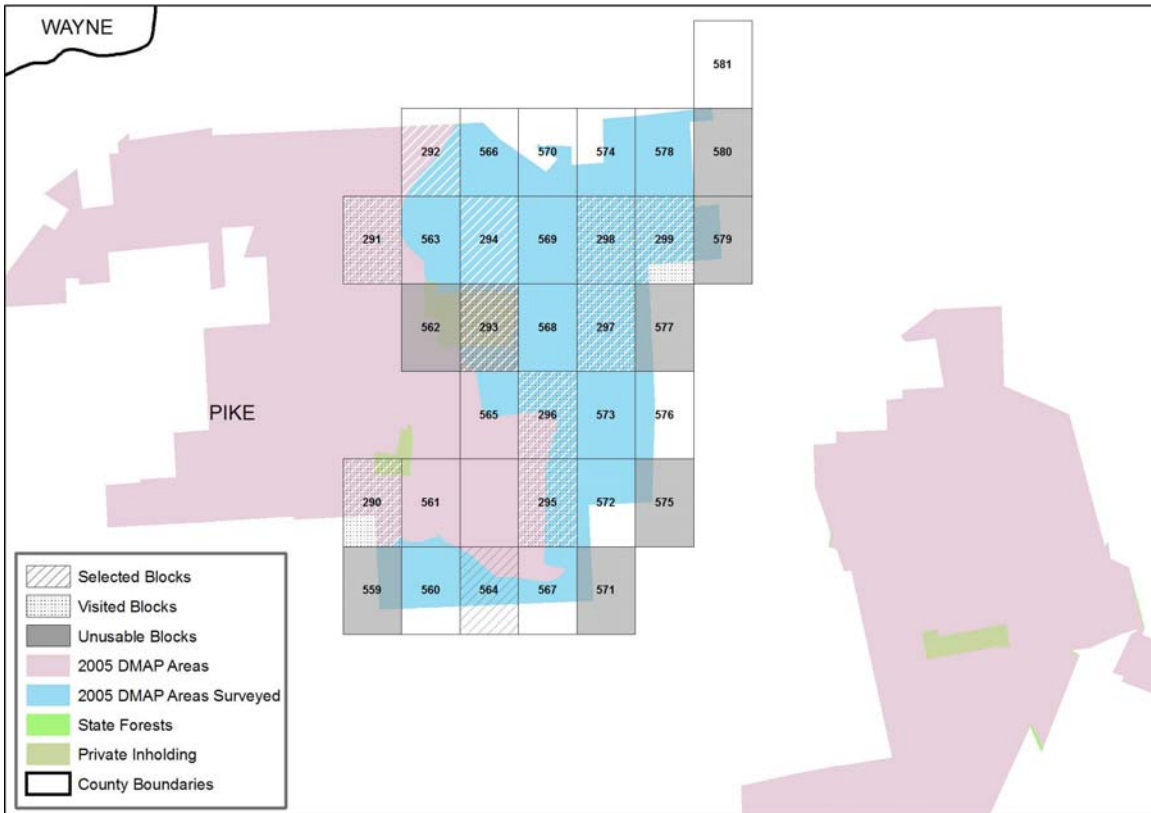 WAYNE
581
292 566 570 574 578 580
291 563 294 569 298 299 579
562 293 568 297 577
PIKE
565 296 573 576
290 561 295 572 575
559 560 564 567 571
Selected Blocks
Visited Blocks
Unusable Blocks
2005 DMAP Areas
2005 DMAP Areas Surveyed
State Forests
Private Inholding
County Boundaries